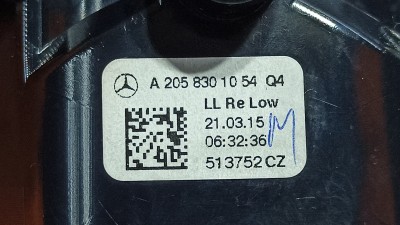 A 205 830 10 54 Q4
LL Re Low
21.03.15
06:32:36
513752 CZ